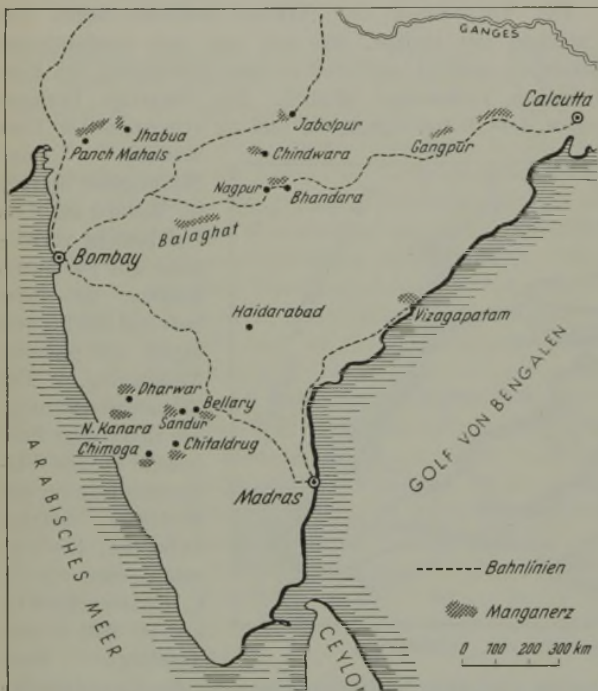 GANGES
Calcutta
Jabolpur
Jhabua
Panch Mahals
Chindwara
Gangpur
Nagpur
Bhandara
Balaghat
Bombay
Haidarabad
Vizagapatam
Dharwar
Bellary
N. Kanara
Sandur
Chimoga
Chitaldrug
Madras
ARABISCHES MEER
GOLF VON BENGALEN
CEYLON
Bahnlinien
Manganerz
0 100 200 300 km